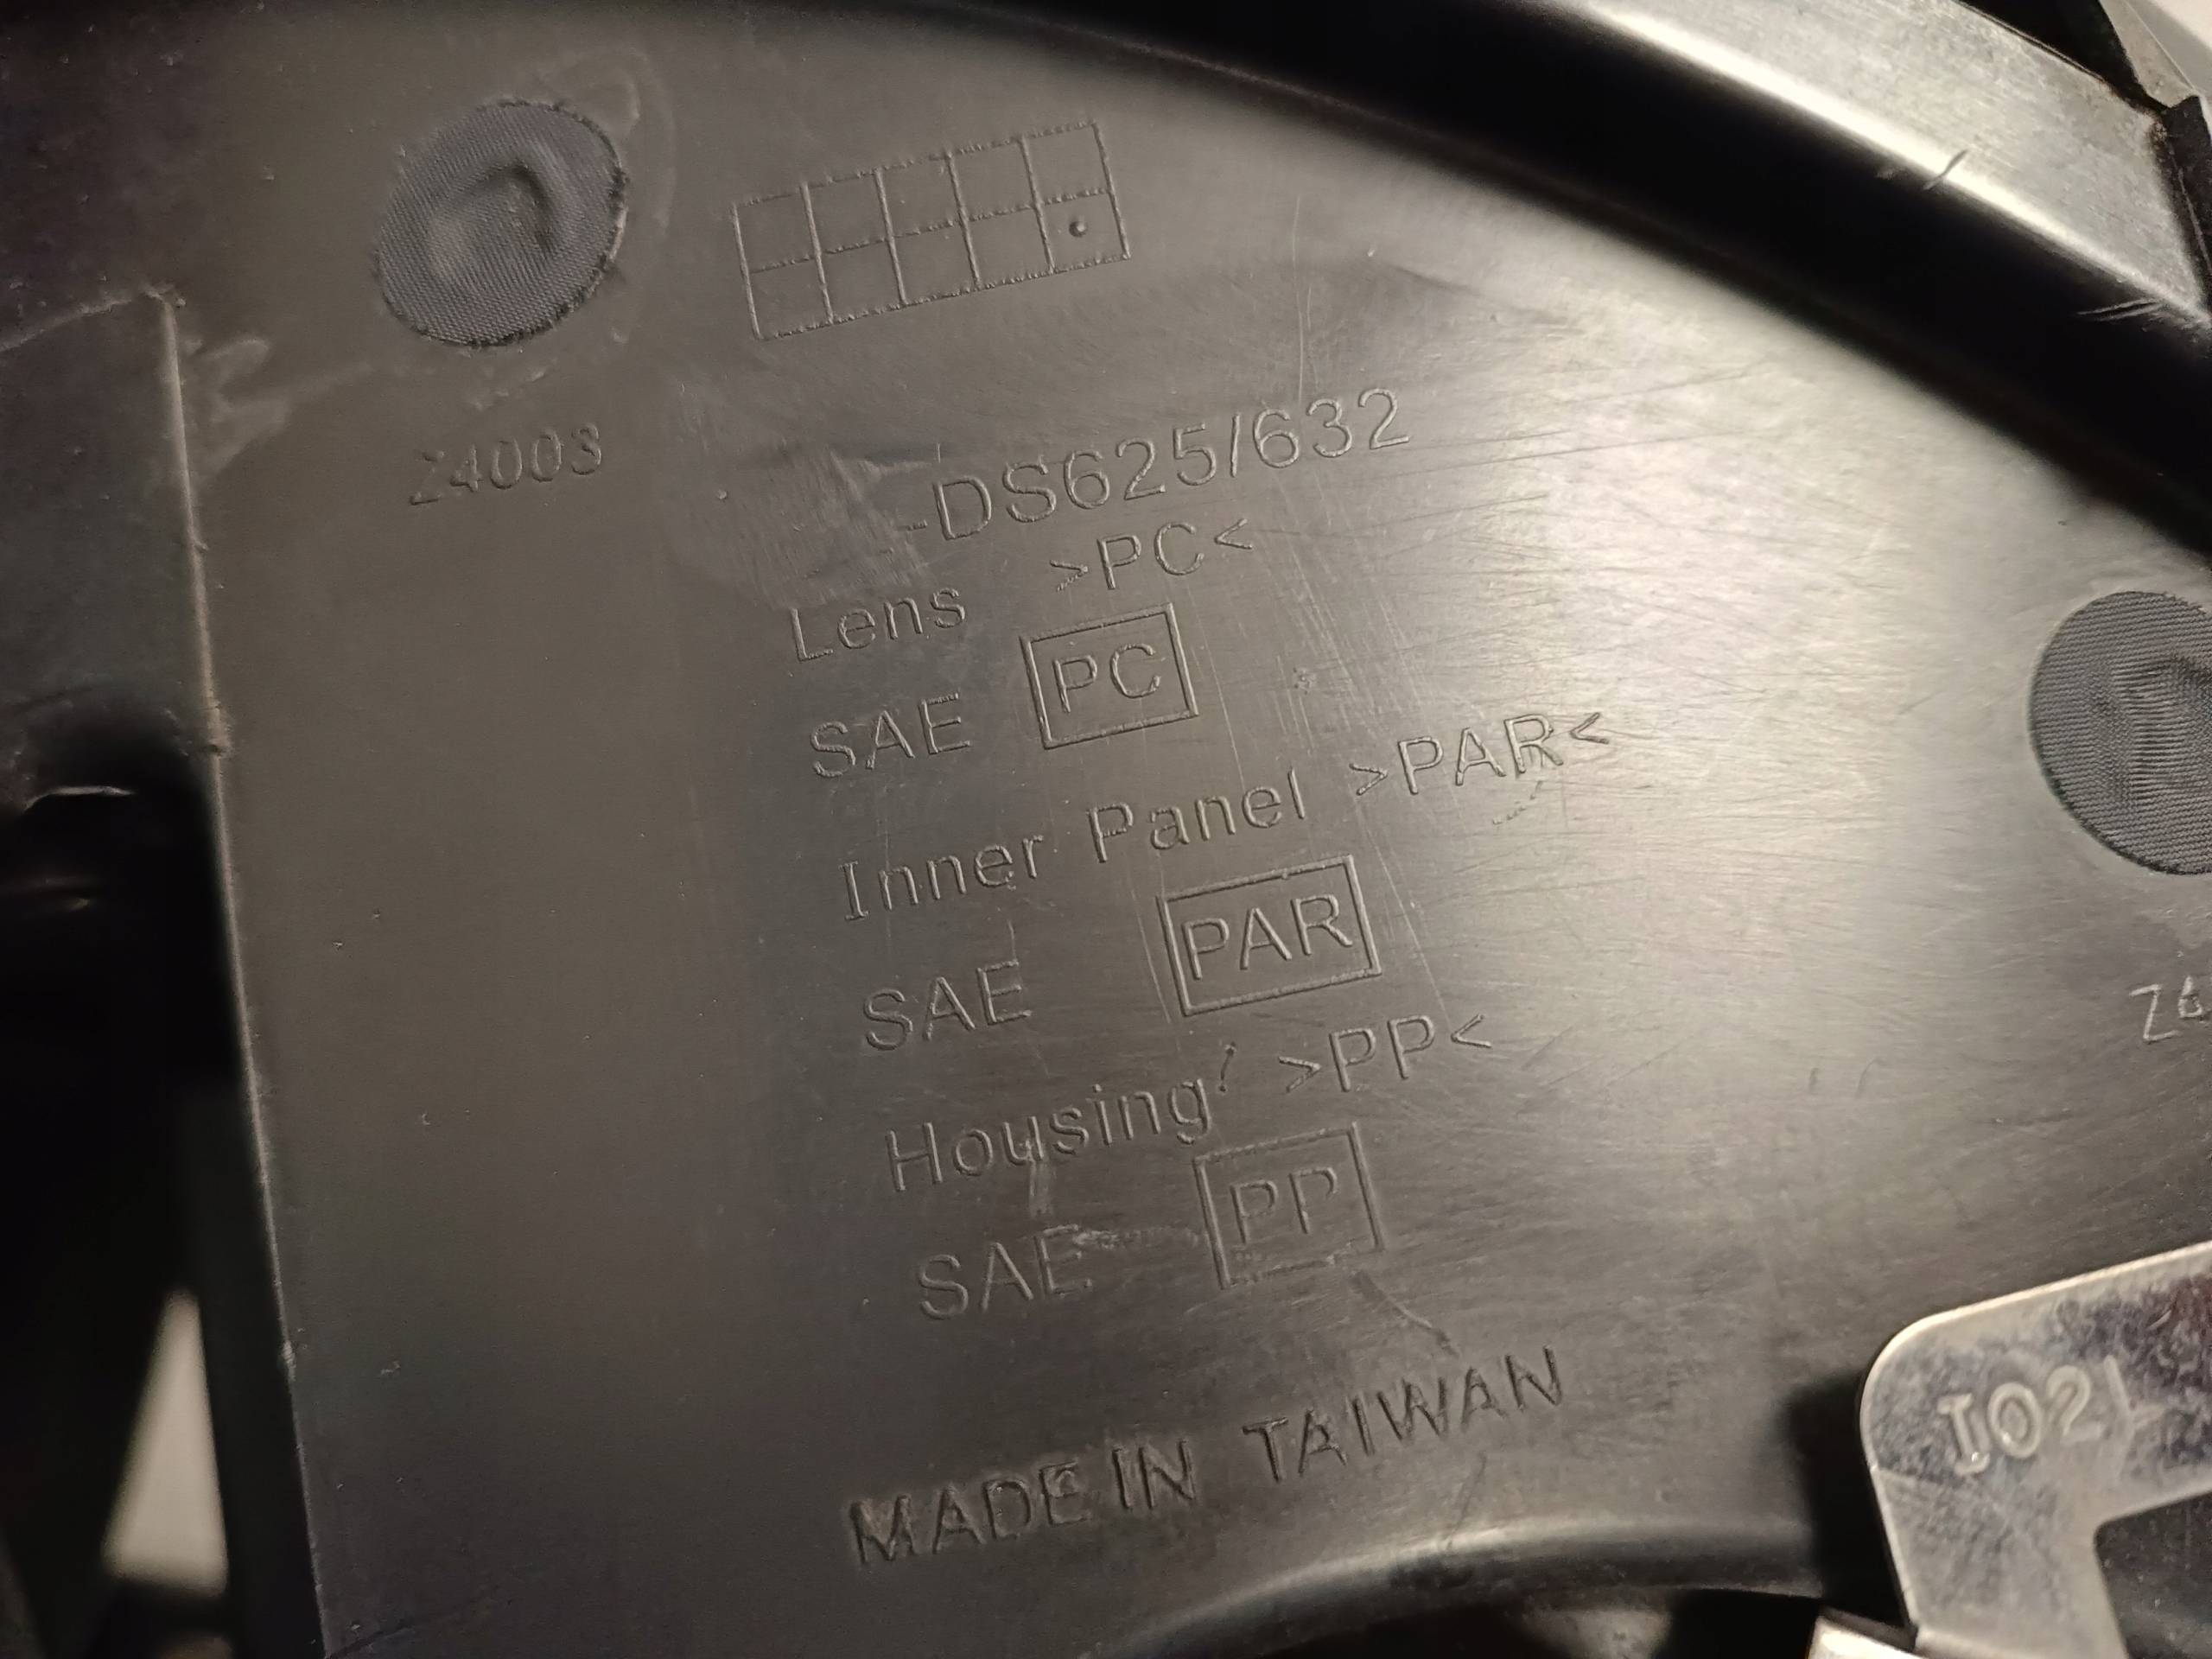 Z4003
-DS625/632
Lens >PC<
SAE PC
Inner Panel >PAR<
SAE PAR
Housing >PP<
SAE PP
MADE IN TAIWAN